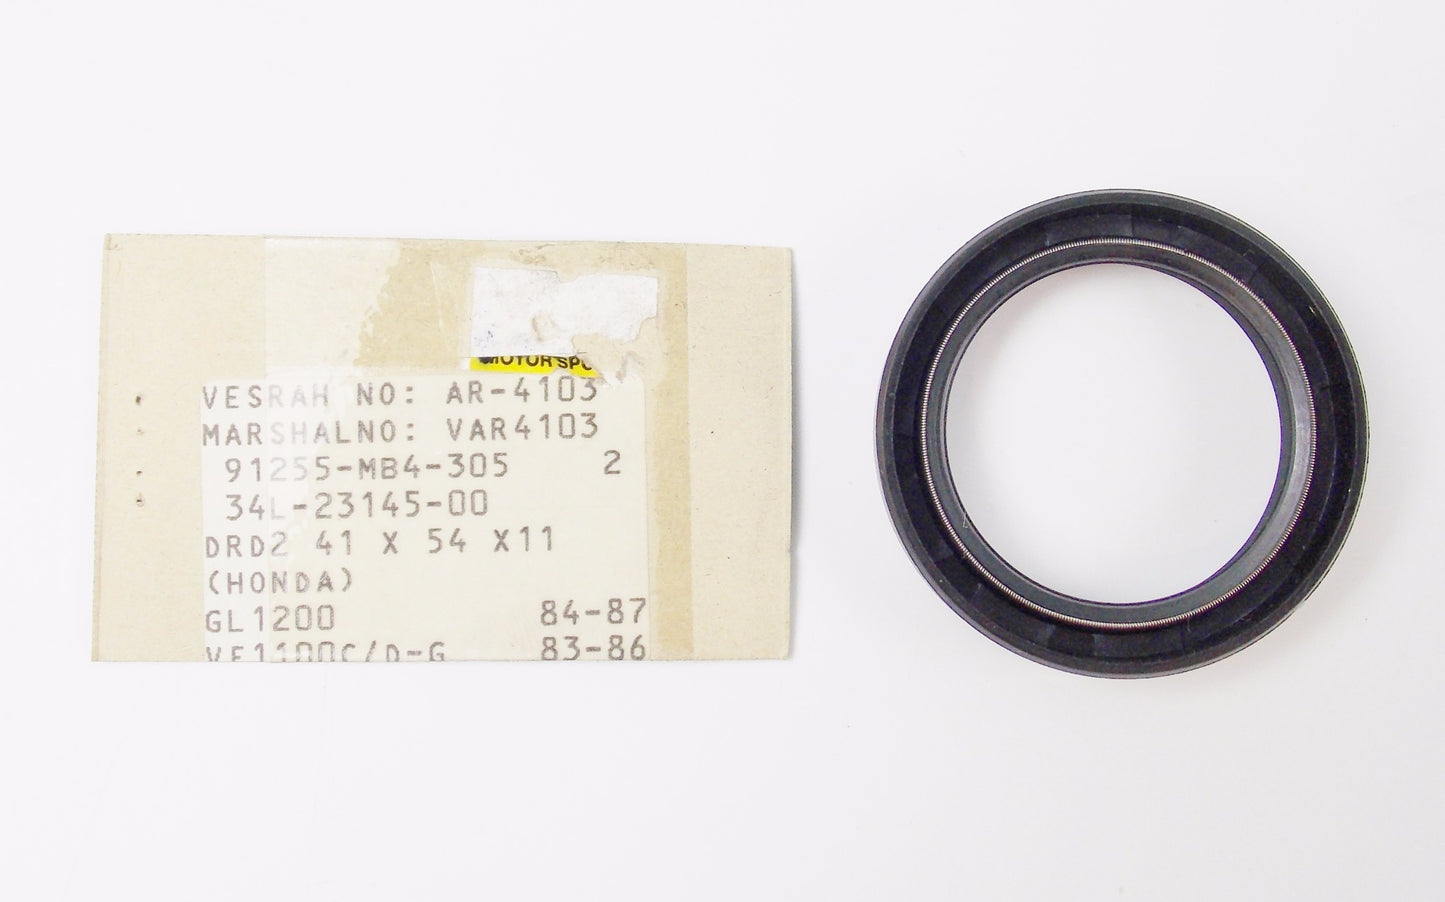 MOTOR
VESRAH NO: AR-4103
MARSHALNO: VAR4103
91255-MB4-305 2
34L-23145-00
DRD2 41 X 54 X11
(HONDA)
GL1200 84-87
VF1100C/D-G 83-86